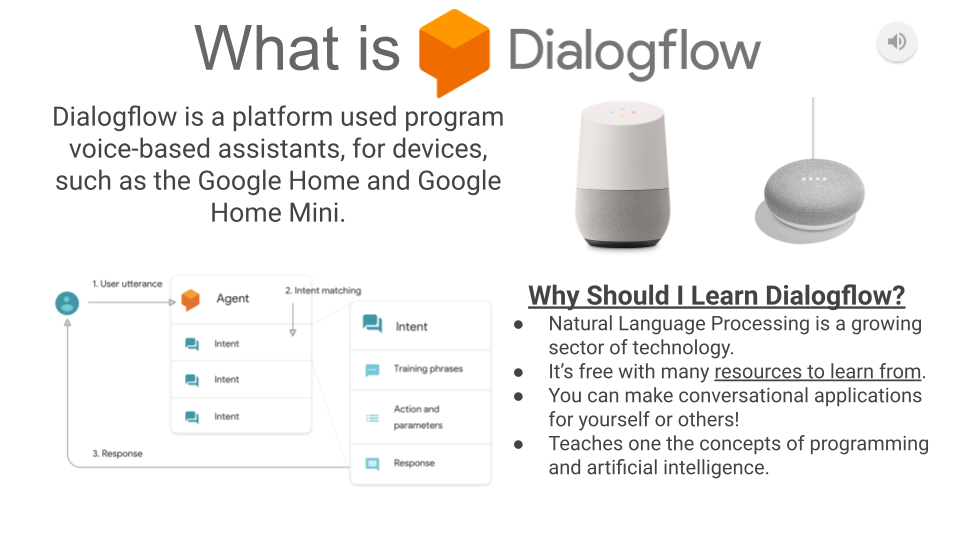 What is Dialogflow
Dialogflow is a platform used program
voice-based assistants, for devices,
such as the Google Home and Google
Home Mini.
1. User utterance
Agent
2. Intent matching
Intent
Intent
Intent
Intent
Training phrases
Action and
parameters
Response
3. Response
Why Should I Learn Dialogflow?
● Natural Language Processing is a growing
sector of technology.
● It’s free with many resources to learn from.
● You can make conversational applications
for yourself or others!
● Teaches one the concepts of programming
and artificial intelligence.